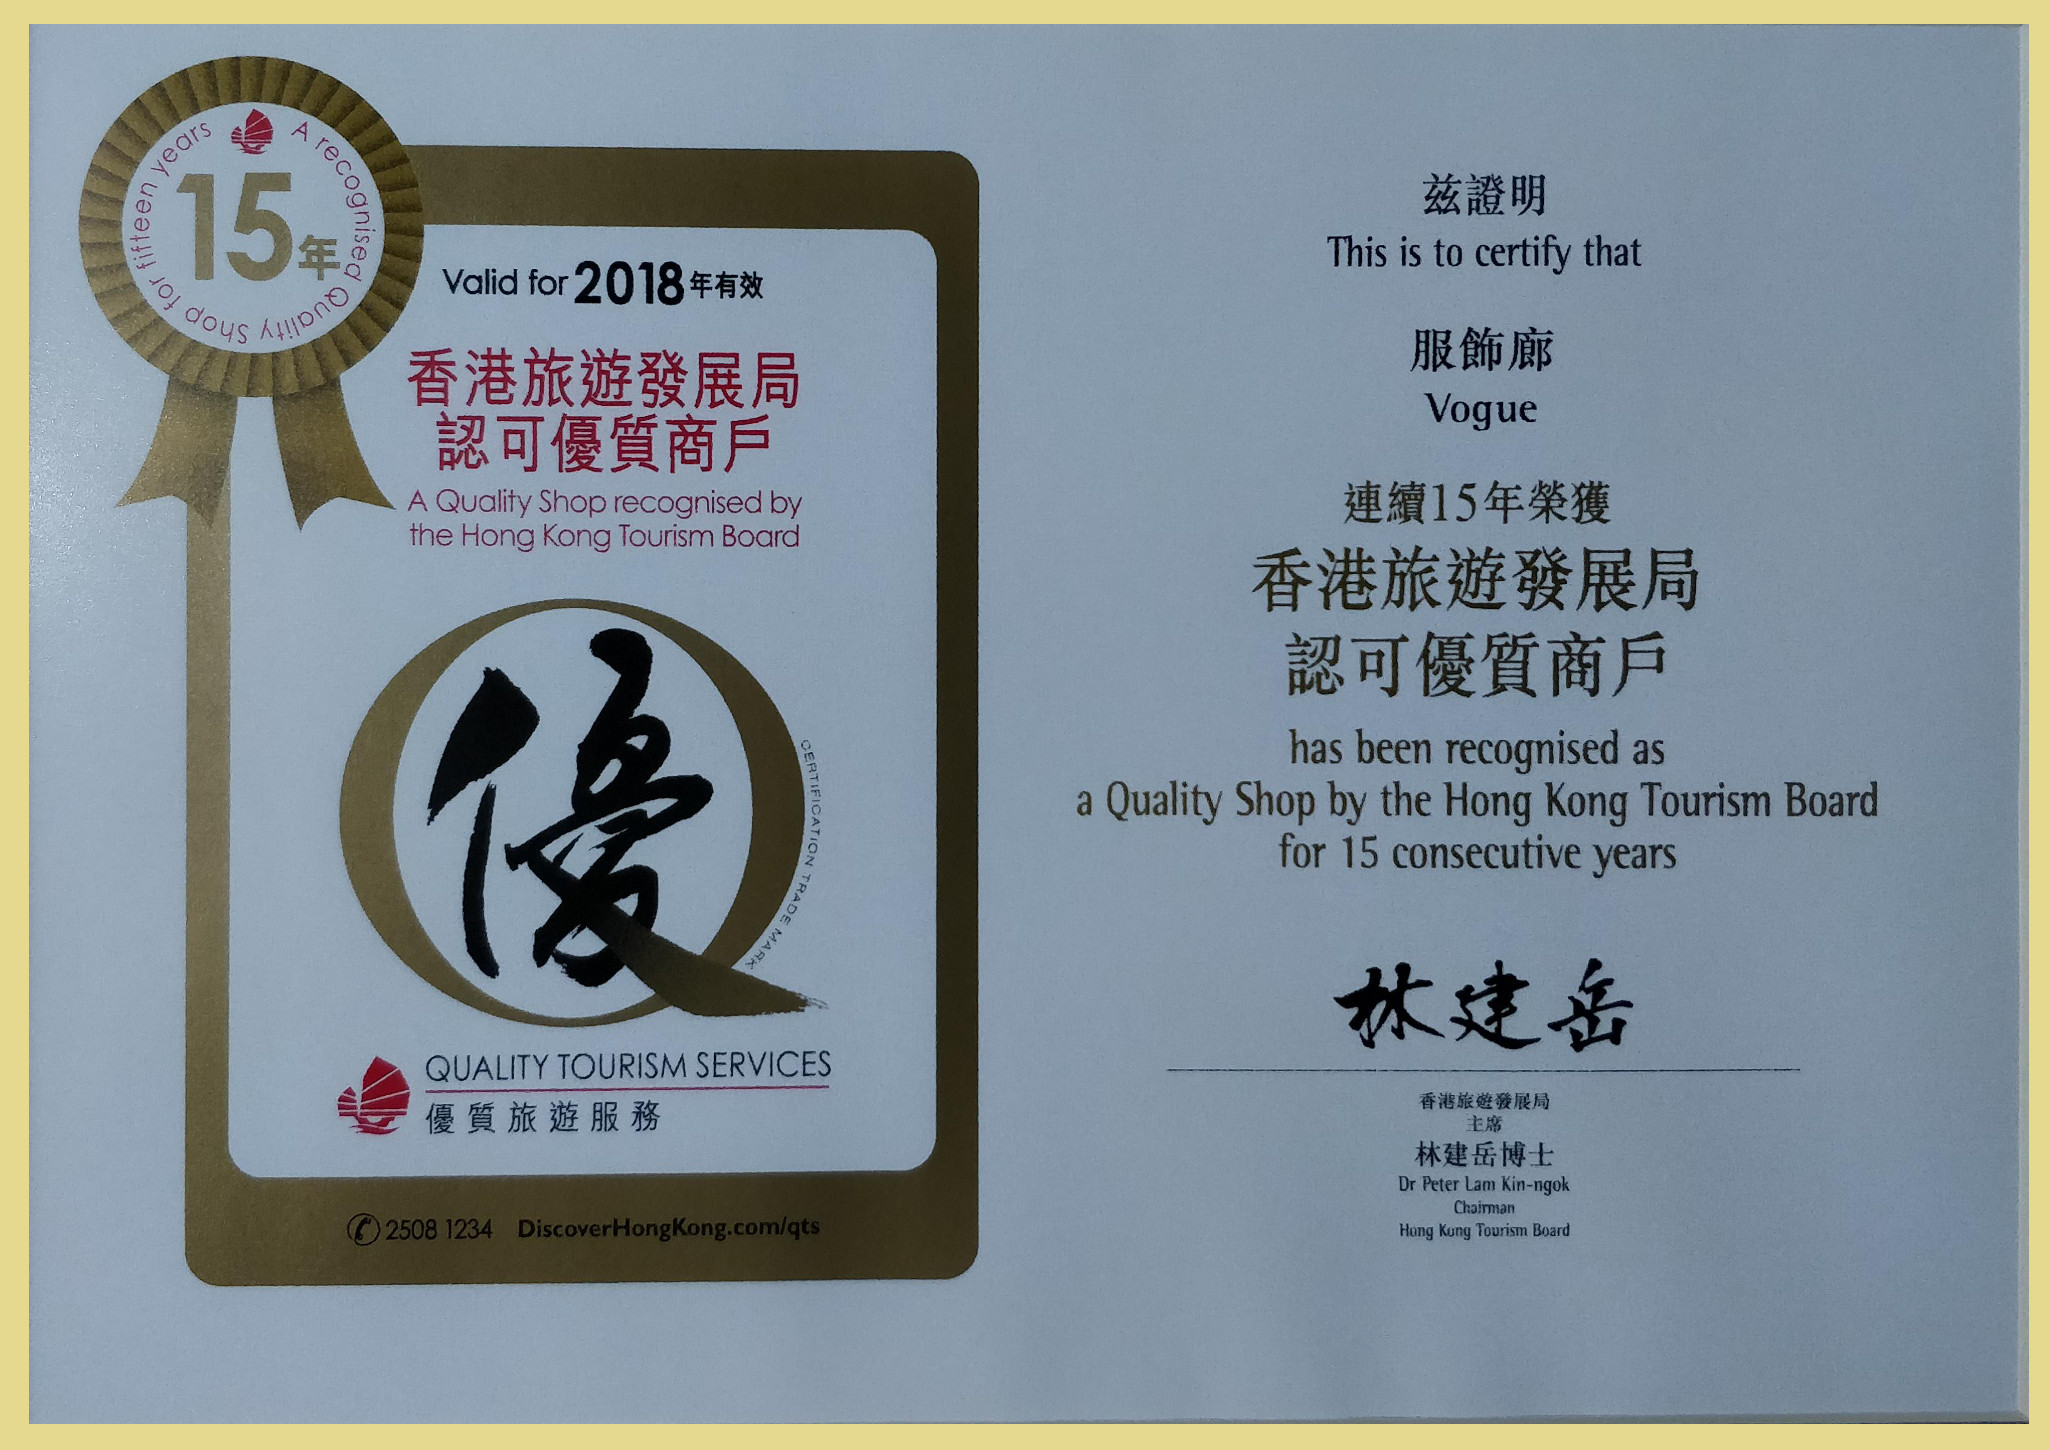 A recognised Quality Shop for fifteen years
15年
Valid for 2018年有效
香港旅遊發展局
認可優質商戶
A Quality Shop recognised by
the Hong Kong Tourism Board
優
CERTIFICATION TRADE MARK
QUALITY TOURISM SERVICES
優質旅遊服務
2508 1234 DiscoverHongKong.com/qts
茲證明
This is to certify that
服飾廊
Vogue
連續15年榮獲
香港旅遊發展局
認可優質商戶
has been recognised as
a Quality Shop by the Hong Kong Tourism Board
for 15 consecutive years
林建岳
香港旅遊發展局
主席
林建岳博士
Dr Peter Lam Kin-ngok
Chairman
Hong Kong Tourism Board